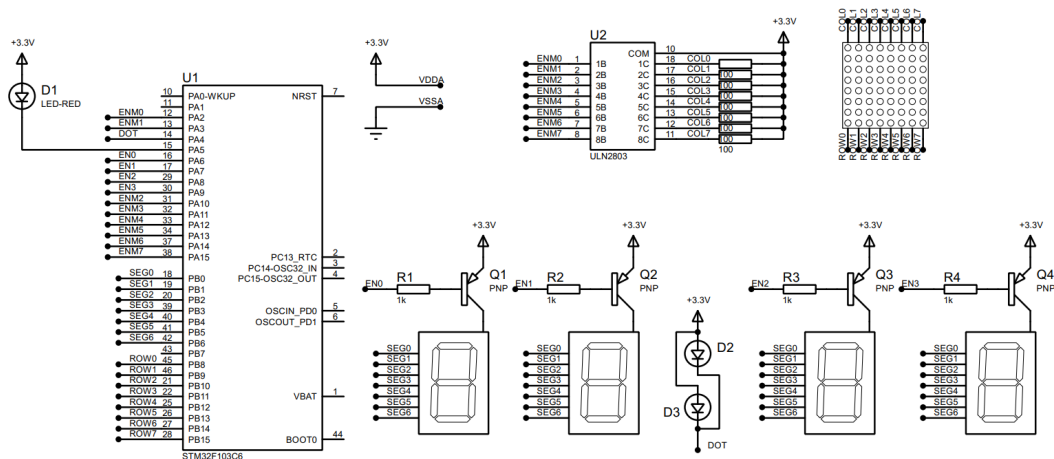 +3.3V
D1
LED-RED
U1
10 PA0-WKUP
11 PA1
ENM0 12 PA2
ENM1 13 PA3
DOT 14 PA4
15 PA5
EN0 16 PA6
EN1 17 PA7
EN2 29 PA8
EN3 30 PA9
ENM2 31 PA10
ENM3 32 PA11
ENM4 33 PA12
ENM5 34 PA13
ENM6 37 PA14
ENM7 38 PA15
SEG0 18 PB0
SEG1 19 PB1
SEG2 20 PB2
SEG3 39 PB3
SEG4 40 PB4
SEG5 41 PB5
SEG6 42 PB6
43 PB7
ROW0 45 PB8
ROW1 46 PB9
ROW2 21 PB10
ROW3 22 PB11
ROW4 25 PB12
ROW5 26 PB13
ROW6 27 PB14
ROW7 28 PB15
NRST 7
PC13_RTC 2
PC14-OSC32_IN 3
PC15-OSC32_OUT 4
OSCIN_PD0 5
OSCOUT_PD1 6
VBAT 1
BOOT0 44
STM32F103C6
+3.3V
VDDA
VSSA
U2
+3.3V
COM 10
ENM0 1 1B 1C 18 COL0
ENM1 2 2B 2C 17 COL1 100
ENM2 3 3B 3C 16 COL2 100
ENM3 4 4B 4C 15 COL3 100
ENM4 5 5B 5C 14 COL4 100
ENM5 6 6B 6C 13 COL5 100
ENM6 7 7B 7C 12 COL6 100
ENM7 8 8B 8C 11 COL7 100
100
ULN2803
COL0
COL1
COL2
COL3
COL4
COL5
COL6
COL7
ROW0
ROW1
ROW2
ROW3
ROW4
ROW5
ROW6
ROW7
+3.3V
EN0 R1 Q1
1k PNP
SEG0
SEG1
SEG2
SEG3
SEG4
SEG5
SEG6
+3.3V
EN1 R2 Q2
1k PNP
SEG0
SEG1
SEG2
SEG3
SEG4
SEG5
SEG6
+3.3V
D2
D3
DOT
+3.3V
EN2 R3 Q3
1k PNP
SEG0
SEG1
SEG2
SEG3
SEG4
SEG5
SEG6
+3.3V
EN3 R4 Q4
1k PNP
SEG0
SEG1
SEG2
SEG3
SEG4
SEG5
SEG6